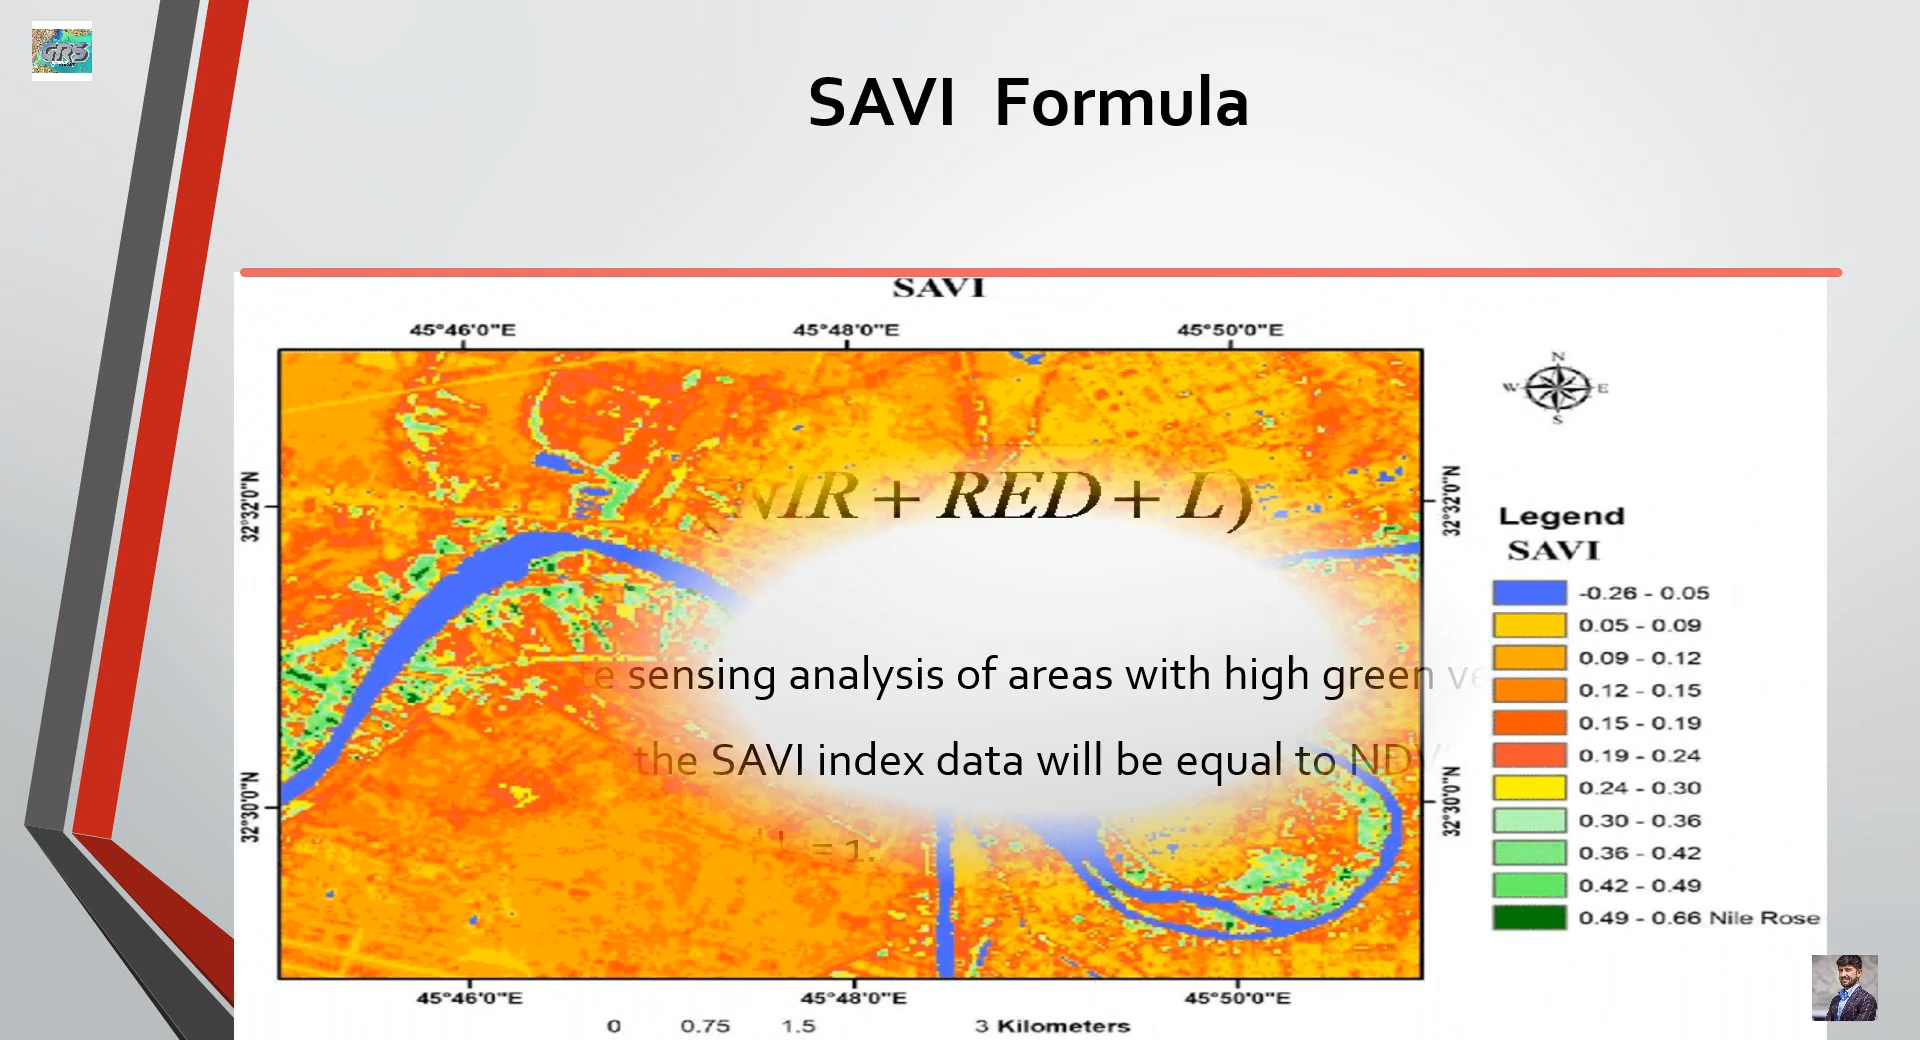 GRS
SAVI Formula
SAVI
45°46'0"E 45°48'0"E 45°50'0"E
N
W E
S
32°32'0"N 32°32'0"N
NIR + RED + L)
Legend
SAVI
-0.26 - 0.05
0.05 - 0.09
0.09 - 0.12
0.12 - 0.15
0.15 - 0.19
0.19 - 0.24
0.24 - 0.30
0.30 - 0.36
0.36 - 0.42
0.42 - 0.49
0.49 - 0.66 Nile Rose
sensing analysis of areas with high green
the SAVI index data will be equal to
32°30'0"N 32°30'0"N
L = 1.
45°46'0"E 45°48'0"E 45°50'0"E
0 0.75 1.5 3 Kilometers